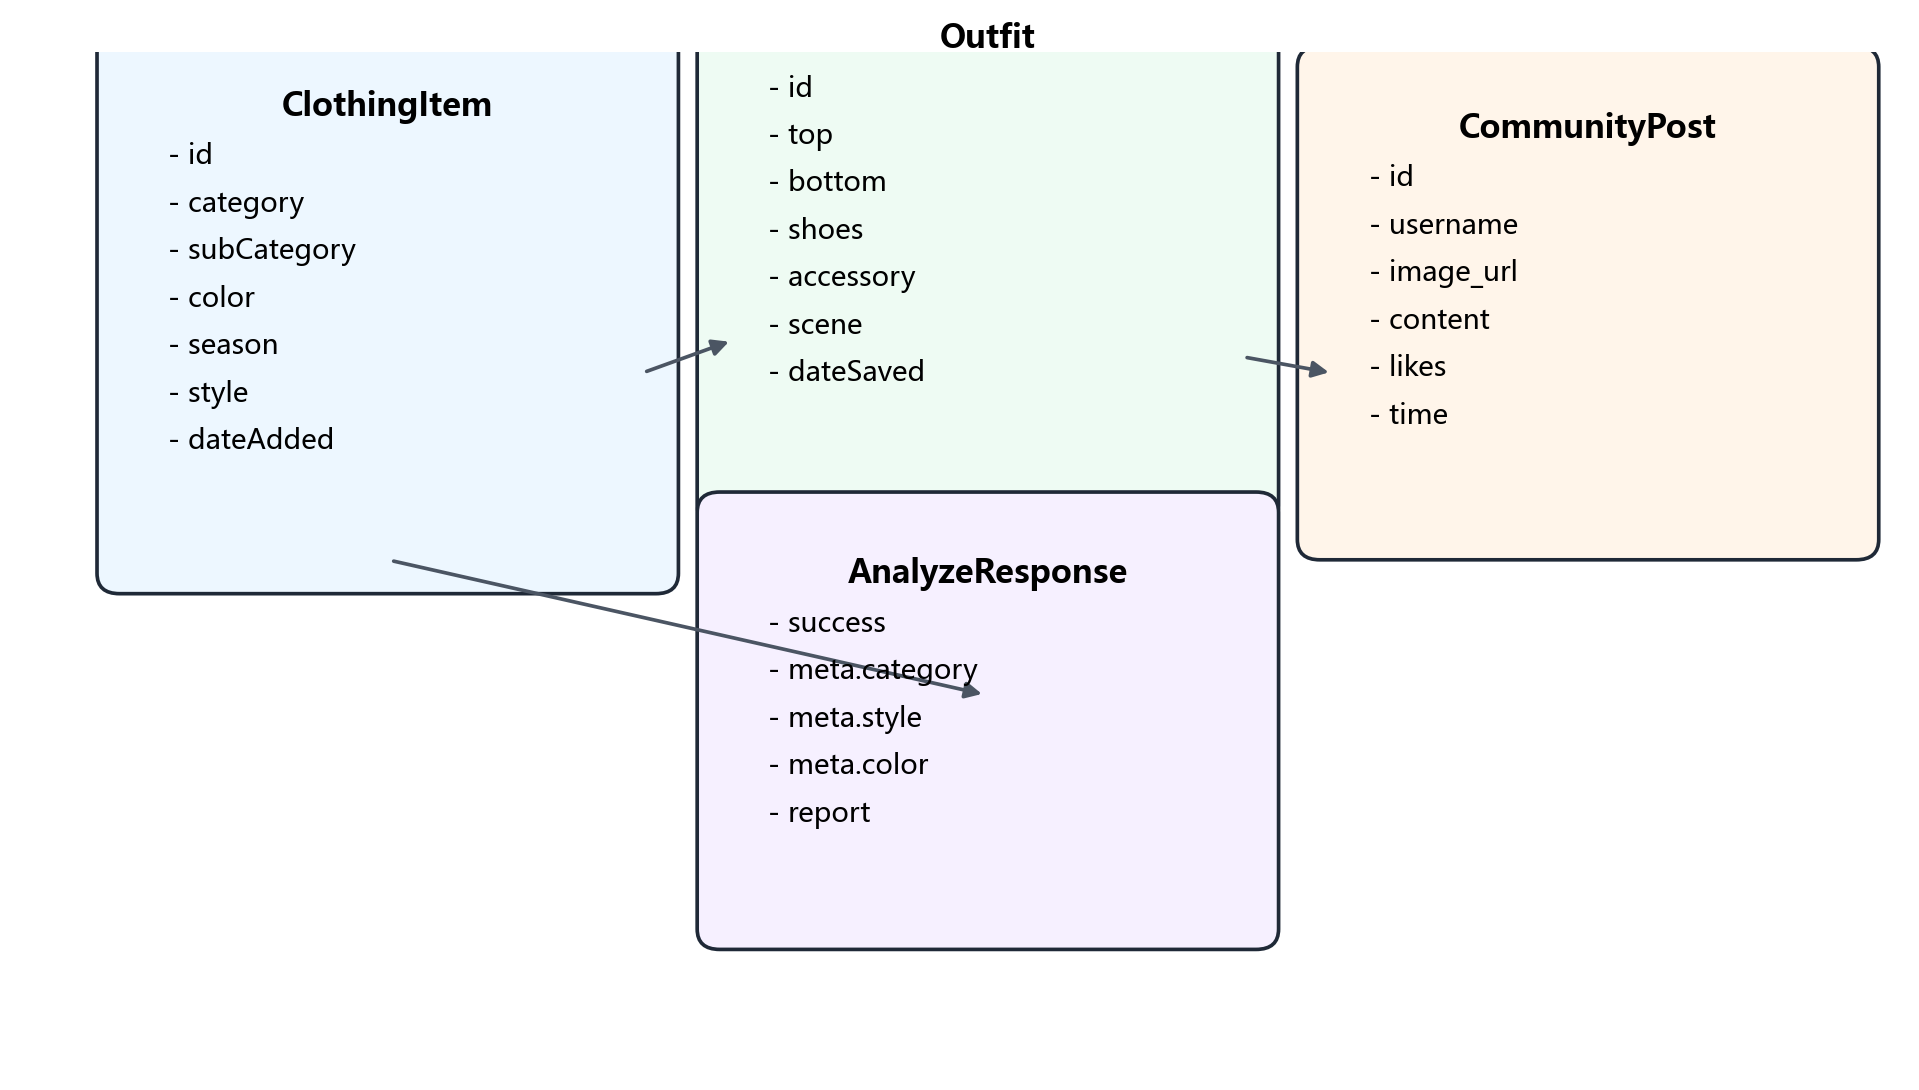 ClothingItem
- id
- category
- subCategory
- color
- season
- style
- dateAdded
Outfit
- id
- top
- bottom
- shoes
- accessory
- scene
- dateSaved
CommunityPost
- id
- username
- image_url
- content
- likes
- time
AnalyzeResponse
- success
- meta.category
- meta.style
- meta.color
- report